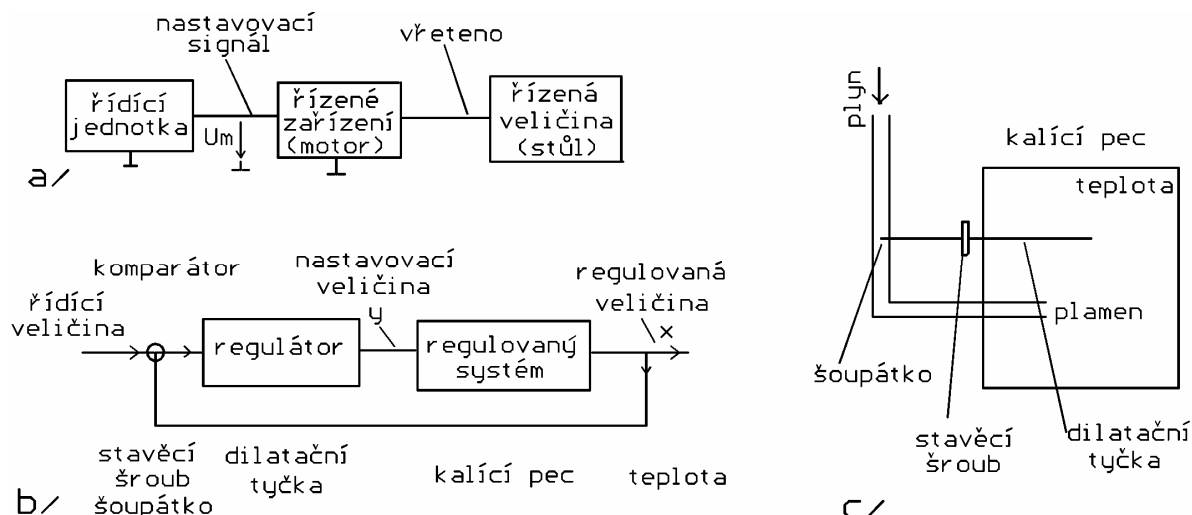 nastavovací
signál
vřeteno
řídící
jednotka
Um
řízené
zařízení
(motor)
řízená
veličina
(stůl)
a/
komparátor
nastavovací
veličina
y
regulovaná
veličina
x
řídící
veličina
regulátor
regulovaný
systém
stavěcí
šroub
šoupátko
dilatační
tyčka
kalící pec
teplota
b/
plyn
kalící pec
teplota
plamen
šoupátko
stavěcí
šroub
dilatační
tyčka
c/